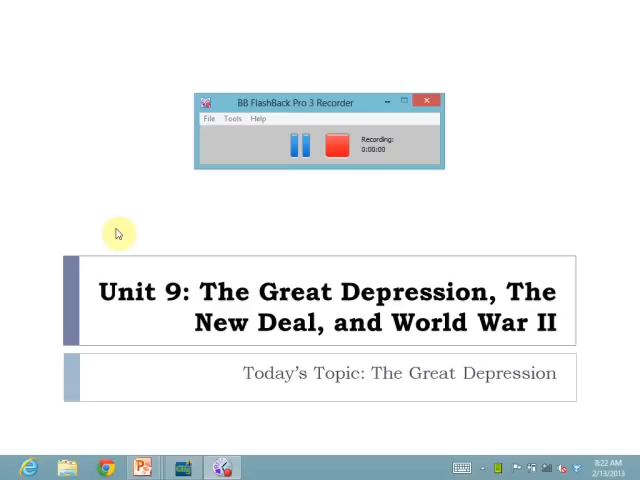 BB FlashBack Pro 3 Recorder
File Tools Help
Recording:
0:00:00
Unit 9: The Great Depression, The
New Deal, and World War II
Today's Topic: The Great Depression
8:22 AM
2/13/2013